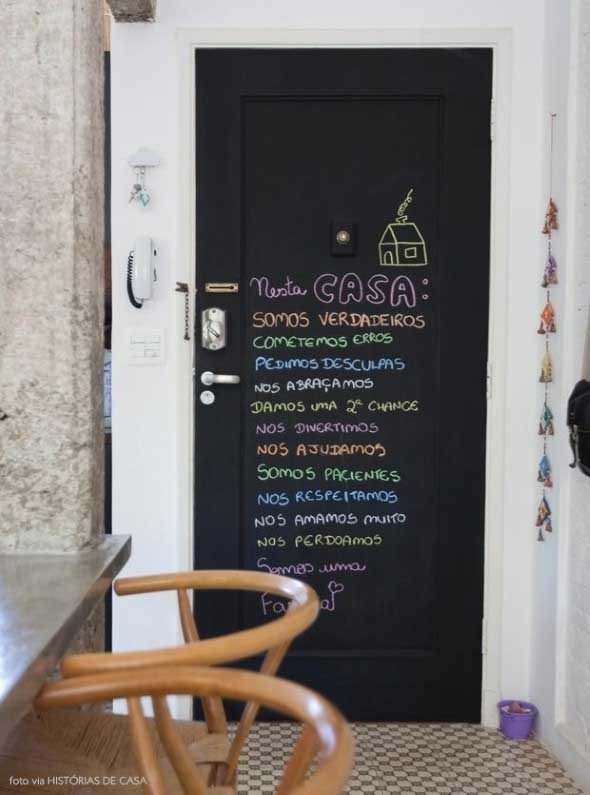 Nesta CASA:
SOMOS VERDADEIROS
COMETEMOS ERROS
PEDIMOS DESCULPAS
NOS ABRAÇAMOS
DAMOS UMA 2ª CHANCE
NOS DIVERTIMOS
NOS AJUDAMOS
SOMOS PACIENTES
NOS RESPEITAMOS
NOS AMAMOS MUITO
NOS PERDOAMOS
Somos uma
foto via HISTÓRIAS DE CASA